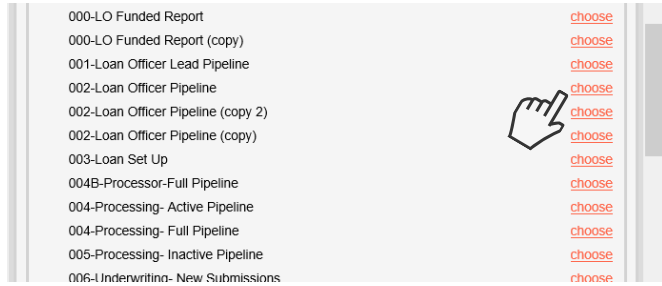 000-LO Funded Report choose
000-LO Funded Report (copy) choose
001-Loan Officer Lead Pipeline choose
002-Loan Officer Pipeline choose
002-Loan Officer Pipeline (copy 2) choose
002-Loan Officer Pipeline (copy) choose
003-Loan Set Up choose
004B-Processor-Full Pipeline choose
004-Processing- Active Pipeline choose
004-Processing- Full Pipeline choose
005-Processing- Inactive Pipeline choose
006-Underwriting- New Submissions choose